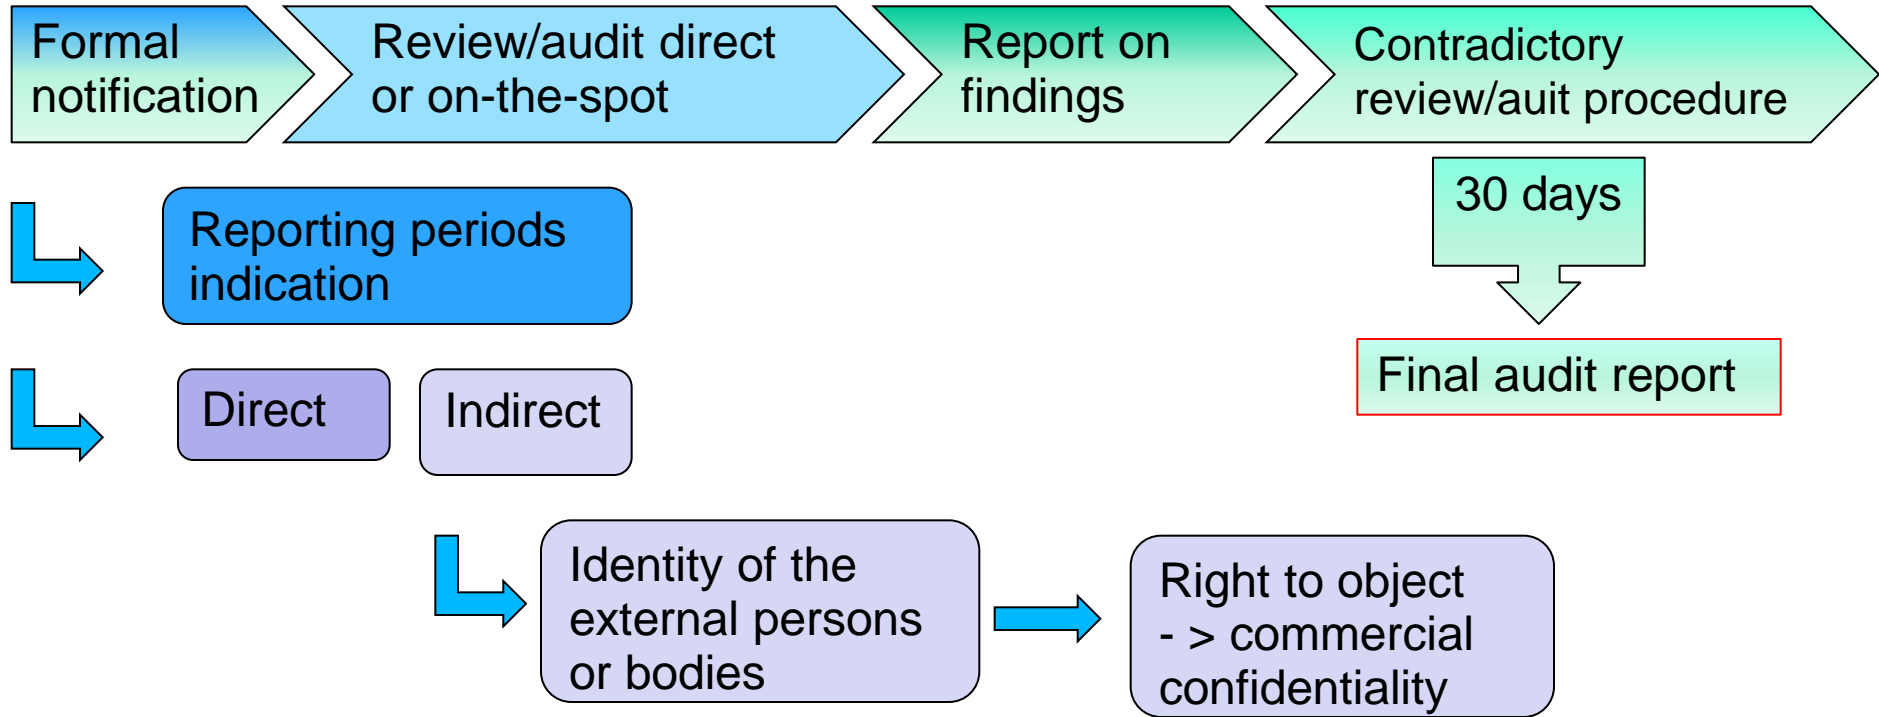 Formal
notification
Review/audit direct
or on-the-spot
Report on
findings
Contradictory
review/auit procedure
30 days
Reporting periods
indication
Final audit report
Direct
Indirect
Identity of the
external persons
or bodies
Right to object
- > commercial
confidentiality